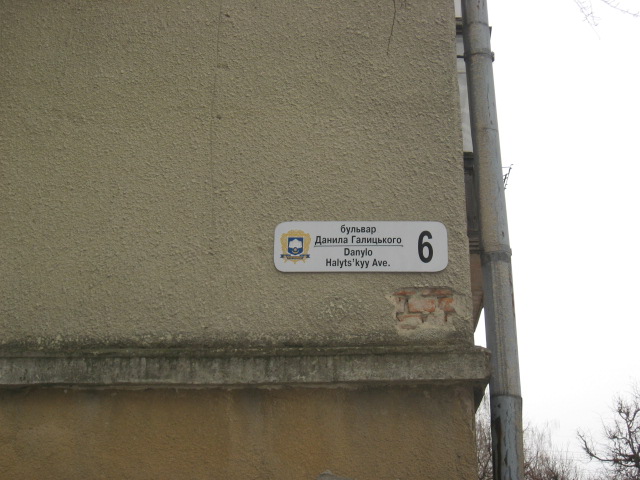 бульвар
Данила Галицького
Danylo
Halyts'kyy Ave.
6